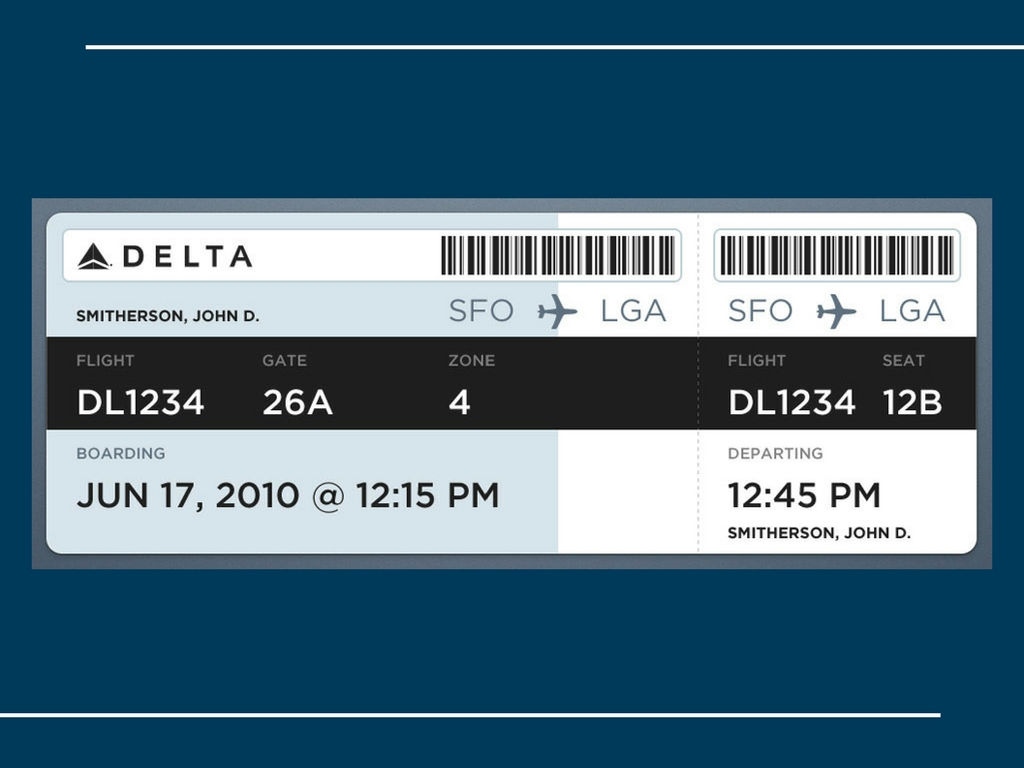 DELTA
SMITHERSON, JOHN D.
SFO LGA
FLIGHT GATE ZONE
DL1234 26A 4
BOARDING
JUN 17, 2010 @ 12:15 PM
SFO LGA
FLIGHT SEAT
DL1234 12B
DEPARTING
12:45 PM
SMITHERSON, JOHN D.